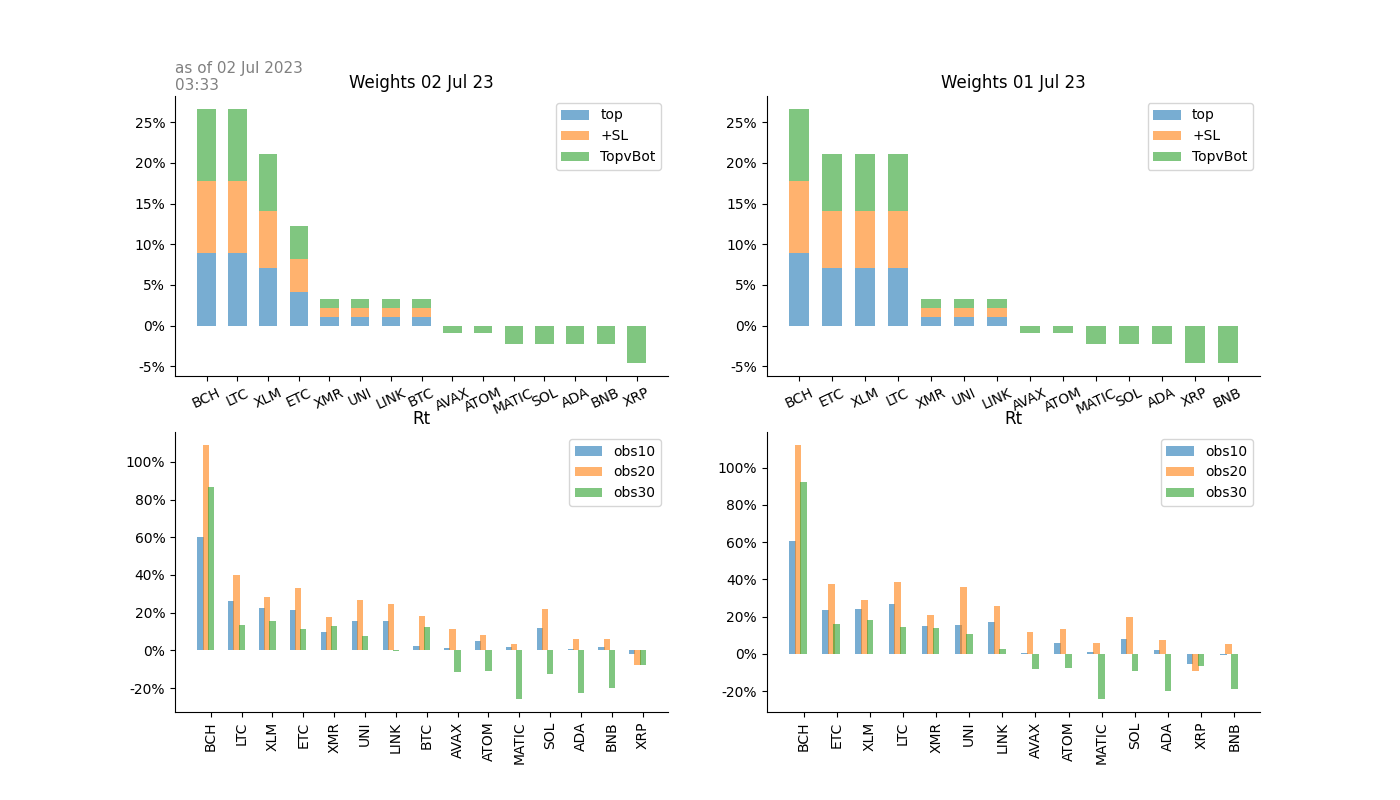 as of 02 Jul 2023
03:33
Weights 02 Jul 23
25%
20%
15%
10%
5%
0%
-5%
top
+SL
TopvBot
BCH LTC XLM ETC XMR UNI LINK BTC AVAX ATOM MATIC SOL ADA BNB XRP
Weights 01 Jul 23
25%
20%
15%
10%
5%
0%
-5%
top
+SL
TopvBot
BCH ETC XLM LTC XMR UNI LINK AVAX ATOM MATIC SOL ADA XRP BNB
Rt
100%
80%
60%
40%
20%
0%
-20%
obs10
obs20
obs30
BCH LTC XLM ETC XMR UNI LINK BTC AVAX ATOM MATIC SOL ADA BNB XRP
Rt
100%
80%
60%
40%
20%
0%
-20%
obs10
obs20
obs30
BCH ETC XLM LTC XMR UNI LINK AVAX ATOM MATIC SOL ADA XRP BNB